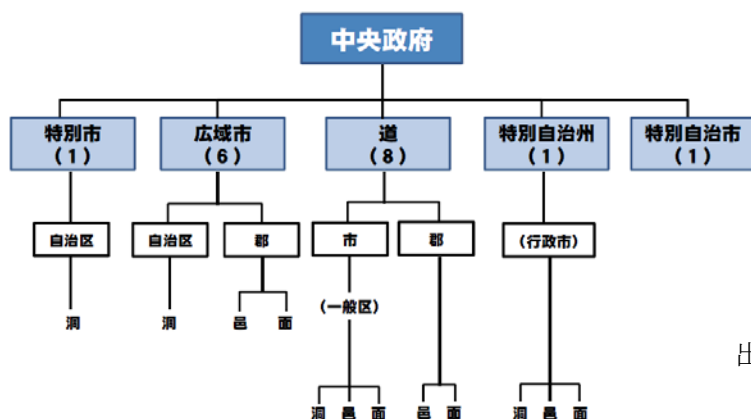 中央政府
特別市
(1)
広域市
(6)
道
(8)
特別自治州
(1)
特別自治市
(1)
自治区
自治区
郡
市
郡
(行政市)
洞
洞
邑 面
(一般区)
洞 邑 面
邑 面
洞 邑 面
出